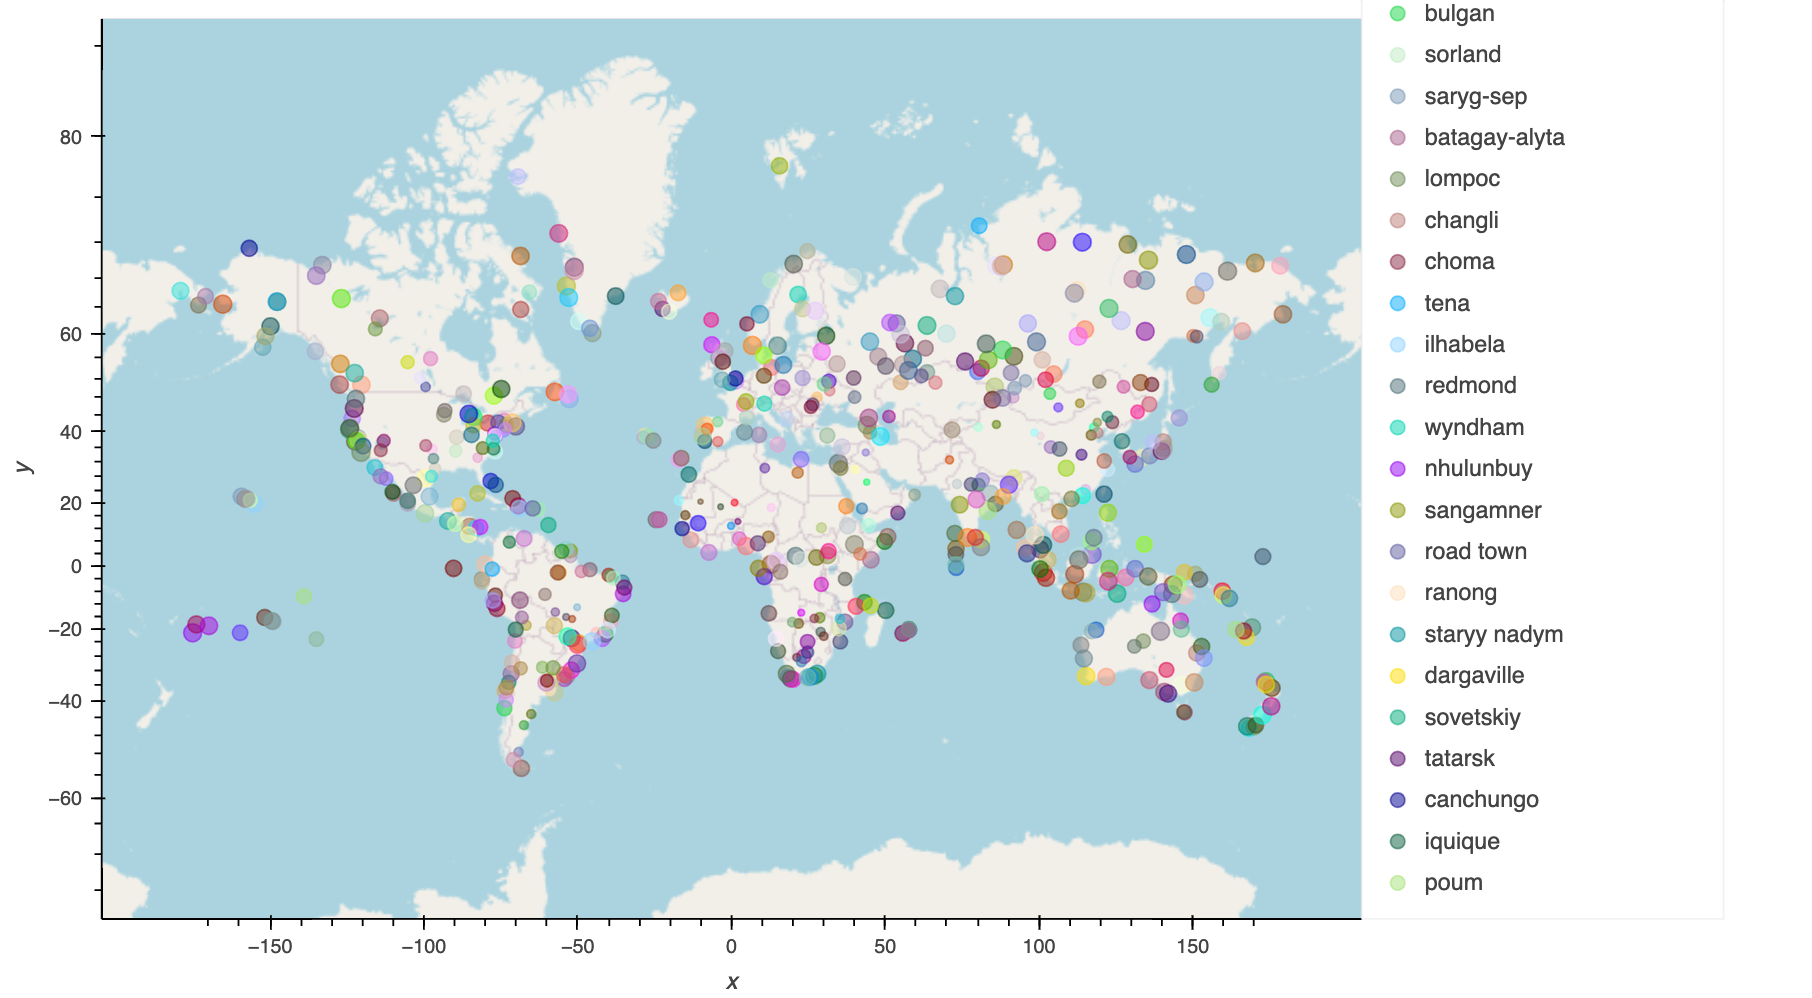 bulgan
sorland
saryg-sep
batagay-alyta
lompoc
changli
choma
tena
ilhabela
redmond
wyndham
nhulunbuy
sangamner
road town
ranong
staryy nadym
dargaville
sovetskiy
tatarsk
canchungo
iquique
poum
80
60
40
20
0
−20
−40
−60
y
−150 −100 −50 0 50 100 150
x